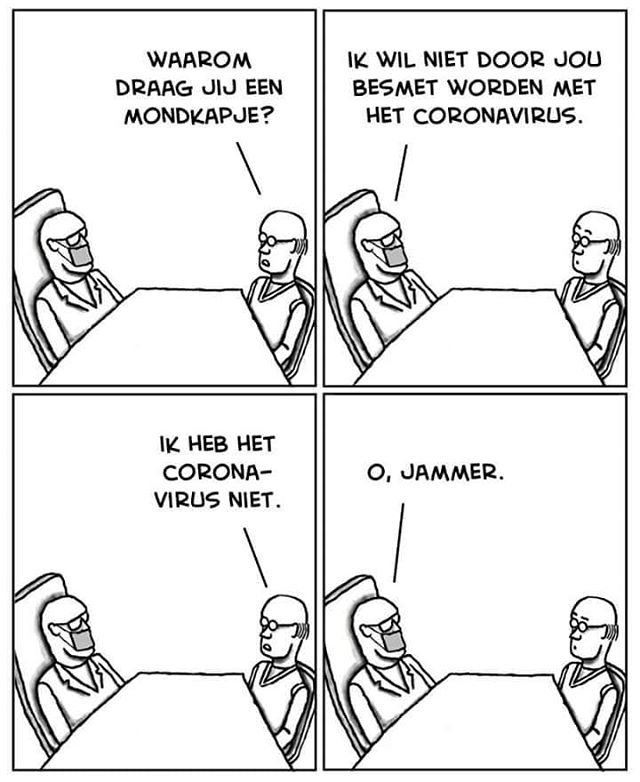 WAAROM
DRAAG JIJ EEN
MONDKAPJE?
IK WIL NIET DOOR JOU
BESMET WORDEN MET
HET CORONAVIRUS.
IK HEB HET
CORONA-
VIRUS NIET.
O, JAMMER.